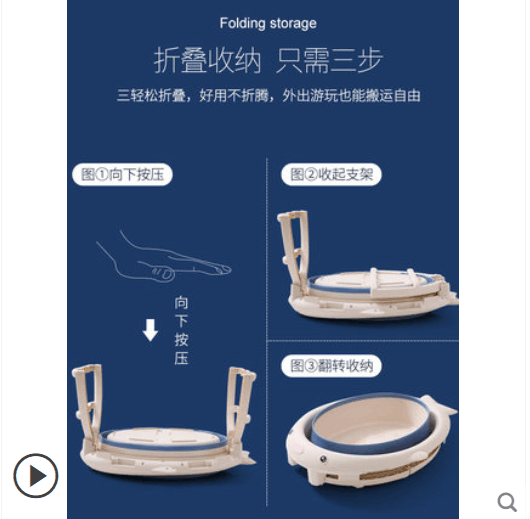 Folding storage
折叠收纳 只需三步
三轻松折叠，好用不折腾，外出游玩也能搬运自由
图①向下按压
图②收起支架
向下按压
图③翻转收纳